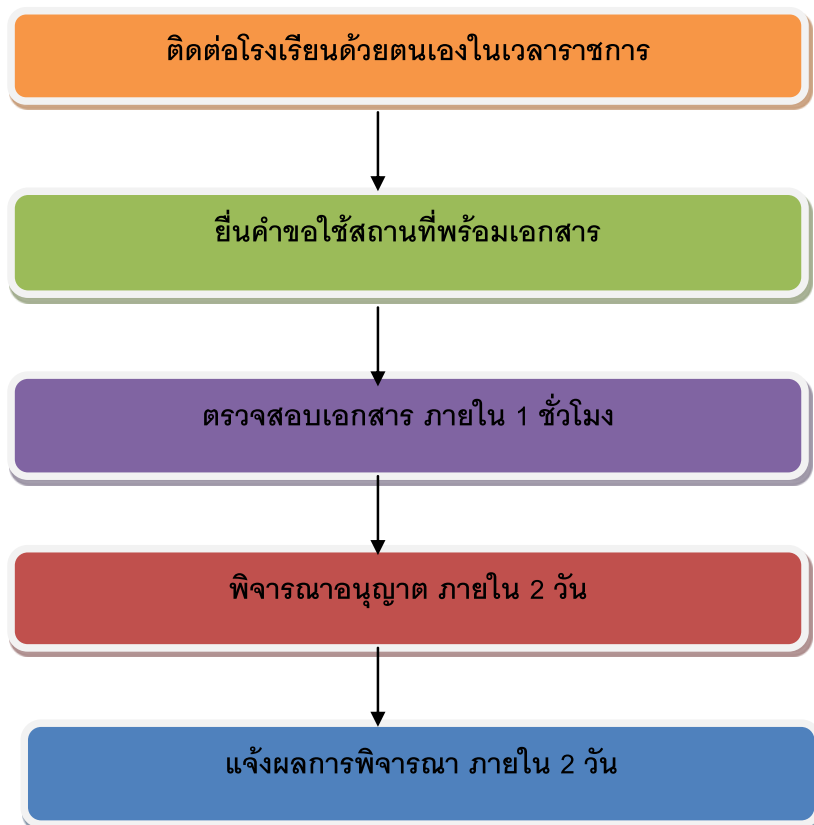 ติดต่อโรงเรียนด้วยตนเองในเวลาราชการ
ยื่นคำขอใช้สถานที่พร้อมเอกสาร
ตรวจสอบเอกสาร ภายใน 1 ชั่วโมง
พิจารณาอนุญาต ภายใน 2 วัน
แจ้งผลการพิจารณา ภายใน 2 วัน